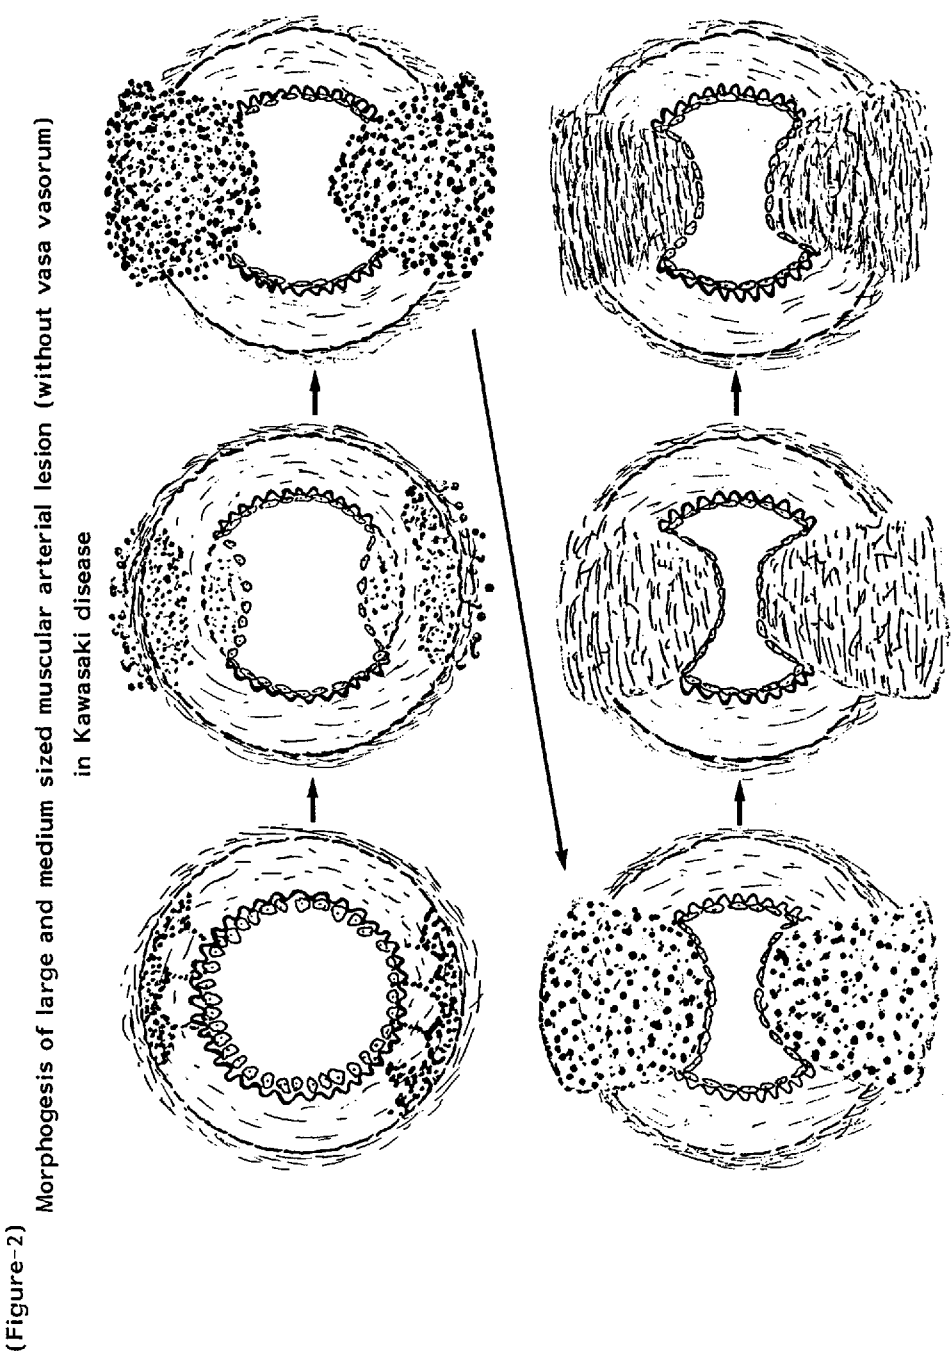 (Figure-2)
Morphogesis of large and medium sized muscular arterial lesion (without vasa vasorum)
in Kawasaki disease